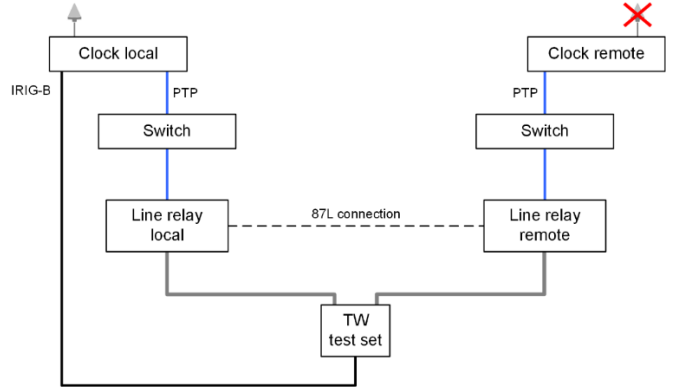 Clock local
Clock remote
IRIG-B
PTP
PTP
Switch
Switch
Line relay
local
87L connection
Line relay
remote
TW
test set